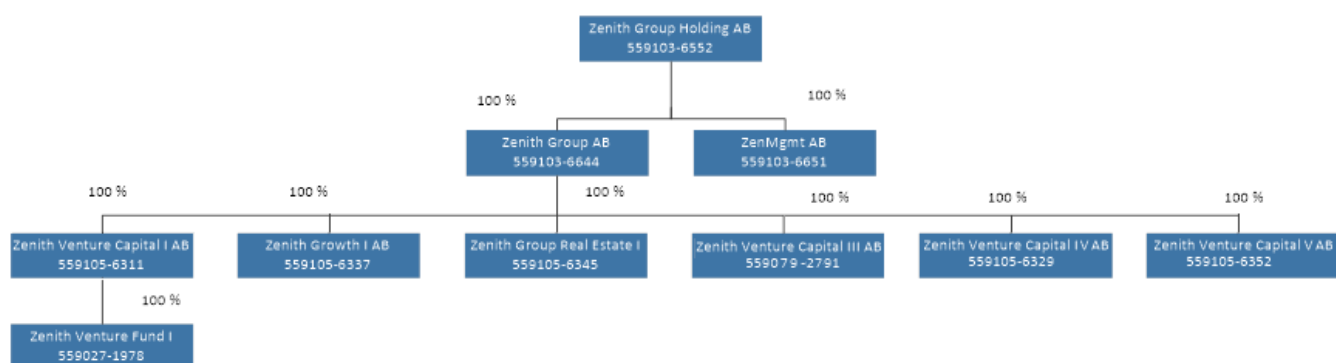 Zenith Group Holding AB
559103-6552
100 %
100 %
Zenith Group AB
559103-6644
ZenMgmt AB
559103-6651
100 %
100 %
100 %
100 %
100 %
100 %
Zenith Venture Capital I AB
559105-6311
Zenith Growth I AB
559105-6337
Zenith Group Real Estate I
559105-6345
Zenith Venture Capital III AB
559079-2791
Zenith Venture Capital IV AB
559105-6329
Zenith Venture Capital V AB
559105-6352
100 %
Zenith Venture Fund I
559027-1978